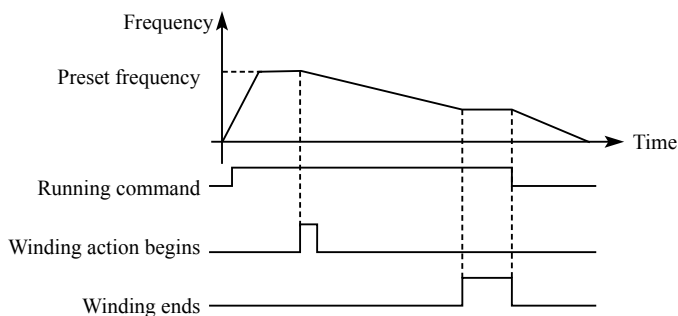 Frequency
Preset frequency
Time
Running command
Winding action begins
Winding ends